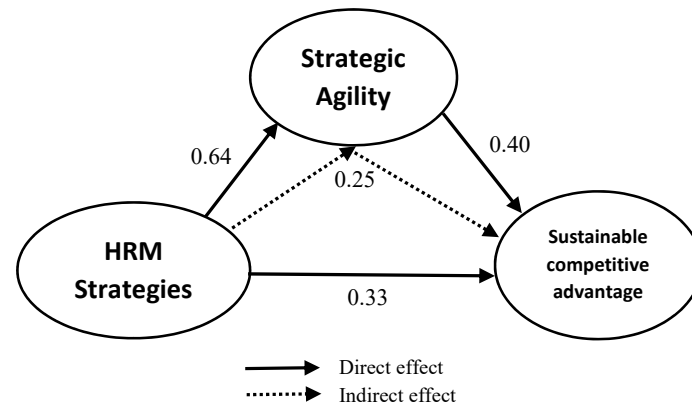 Strategic
Agility
0.64
0.40
0.25
HRM
Strategies
Sustainable
competitive
advantage
0.33
Direct effect
Indirect effect